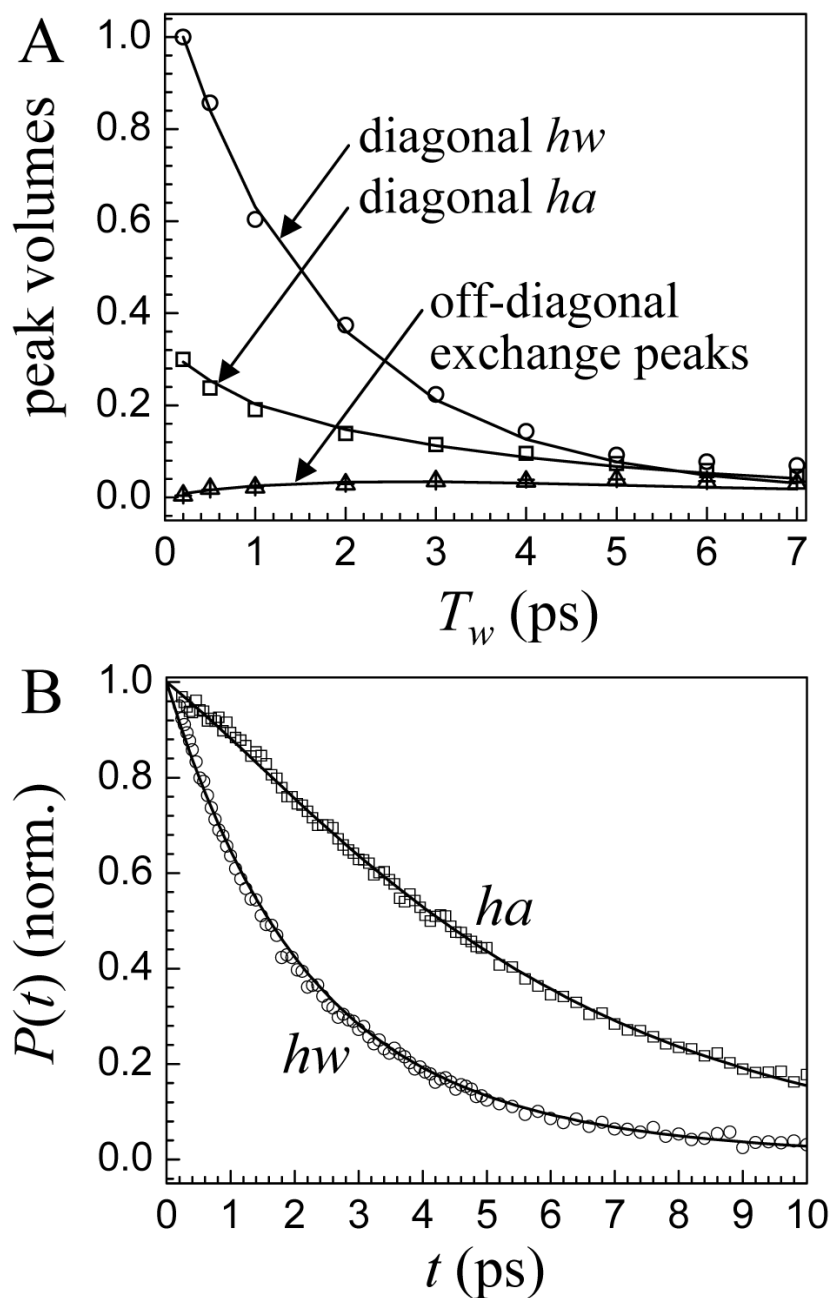 A
peak volumes
1.0
0.8
0.6
0.4
0.2
0.0
diagonal hw
diagonal ha
off-diagonal
exchange peaks
0 1 2 3 4 5 6 7
T_w (ps)
B
P(t) (norm.)
1.0
0.8
0.6
0.4
0.2
0.0
ha
hw
0 1 2 3 4 5 6 7 8 9 10
t (ps)